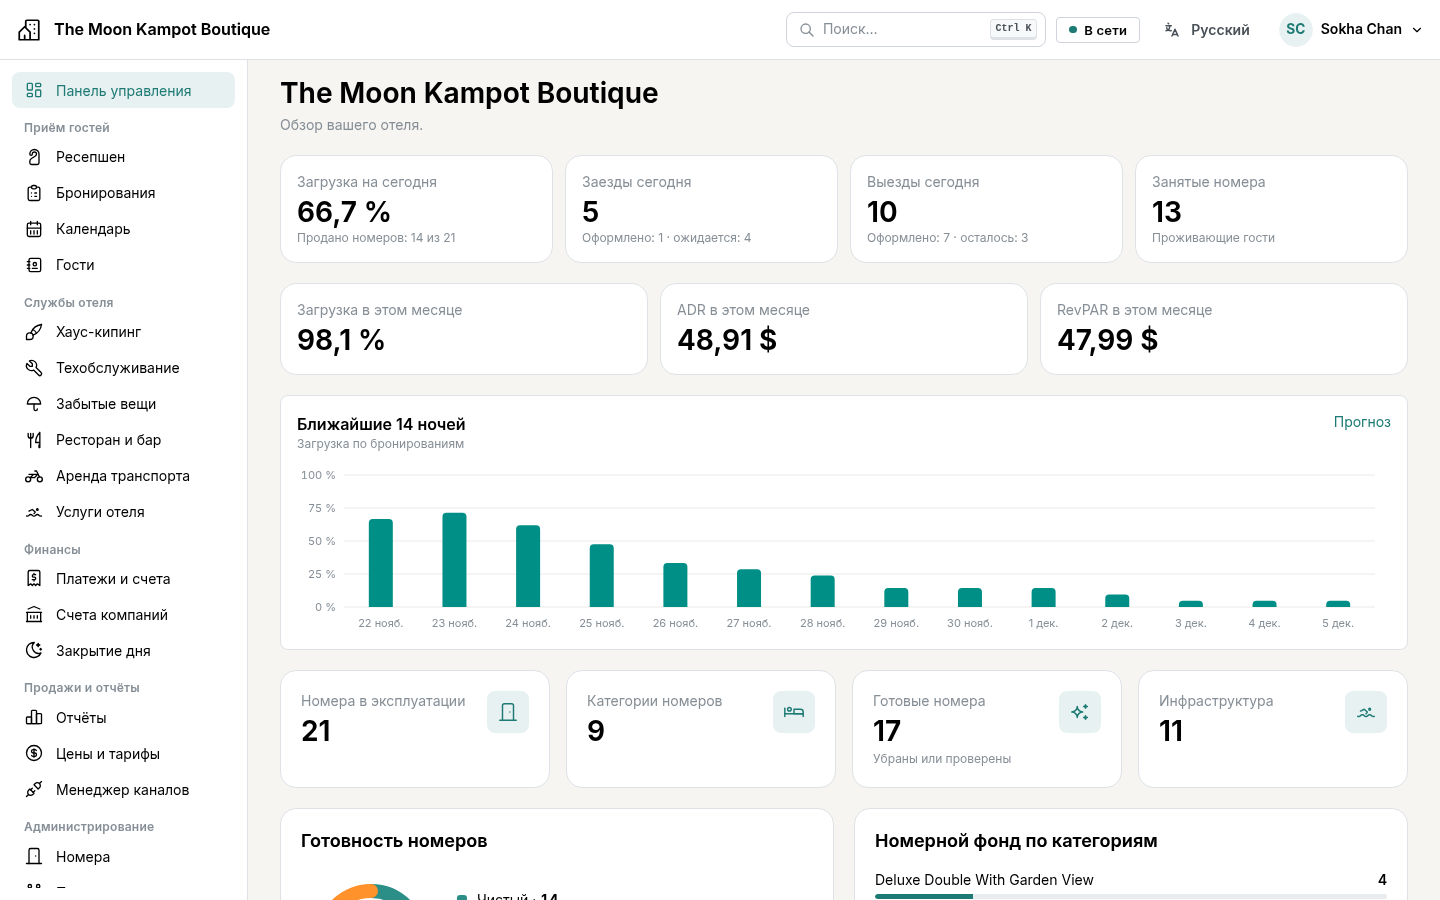 The Moon Kampot Boutique
Поиск...
Ctrl K
В сети
Русский
SC
Sokha Chan
Панель управления
Приём гостей
Ресепшен
Бронирования
Календарь
Гости
Службы отеля
Хаус-кипинг
Техобслуживание
Забытые вещи
Ресторан и бар
Аренда транспорта
Услуги отеля
Финансы
Платежи и счета
Счета компаний
Закрытие дня
Продажи и отчёты
Отчёты
Цены и тарифы
Менеджер каналов
Администрирование
Номера
The Moon Kampot Boutique
Обзор вашего отеля.
Загрузка на сегодня
66,7 %
Продано номеров: 14 из 21
Заезды сегодня
5
Оформлено: 1 · ожидается: 4
Выезды сегодня
10
Оформлено: 7 · осталось: 3
Занятые номера
13
Проживающие гости
Загрузка в этом месяце
98,1 %
ADR в этом месяце
48,91 $
RevPAR в этом месяце
47,99 $
Ближайшие 14 ночей
Загрузка по бронированиям
Прогноз
100 %
75 %
50 %
25 %
0 %
22 нояб.
23 нояб.
24 нояб.
25 нояб.
26 нояб.
27 нояб.
28 нояб.
29 нояб.
30 нояб.
1 дек.
2 дек.
3 дек.
4 дек.
5 дек.
Номера в эксплуатации
21
Категории номеров
9
Готовые номера
17
Убраны или проверены
Инфраструктура
11
Готовность номеров
Чистый · 14
Номерной фонд по категориям
Deluxe Double With Garden View
4